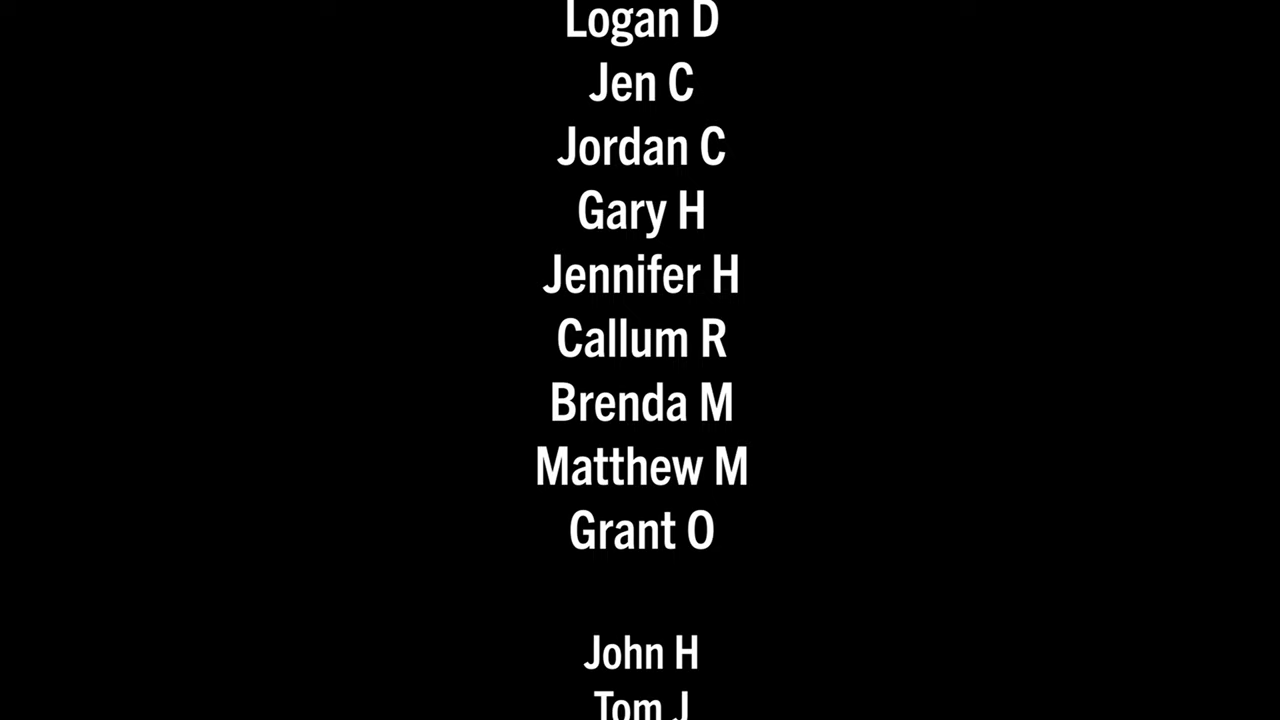 Logan D
Jen C
Jordan C
Gary H
Jennifer H
Callum R
Brenda M
Matthew M
Grant O
John H
Tom J